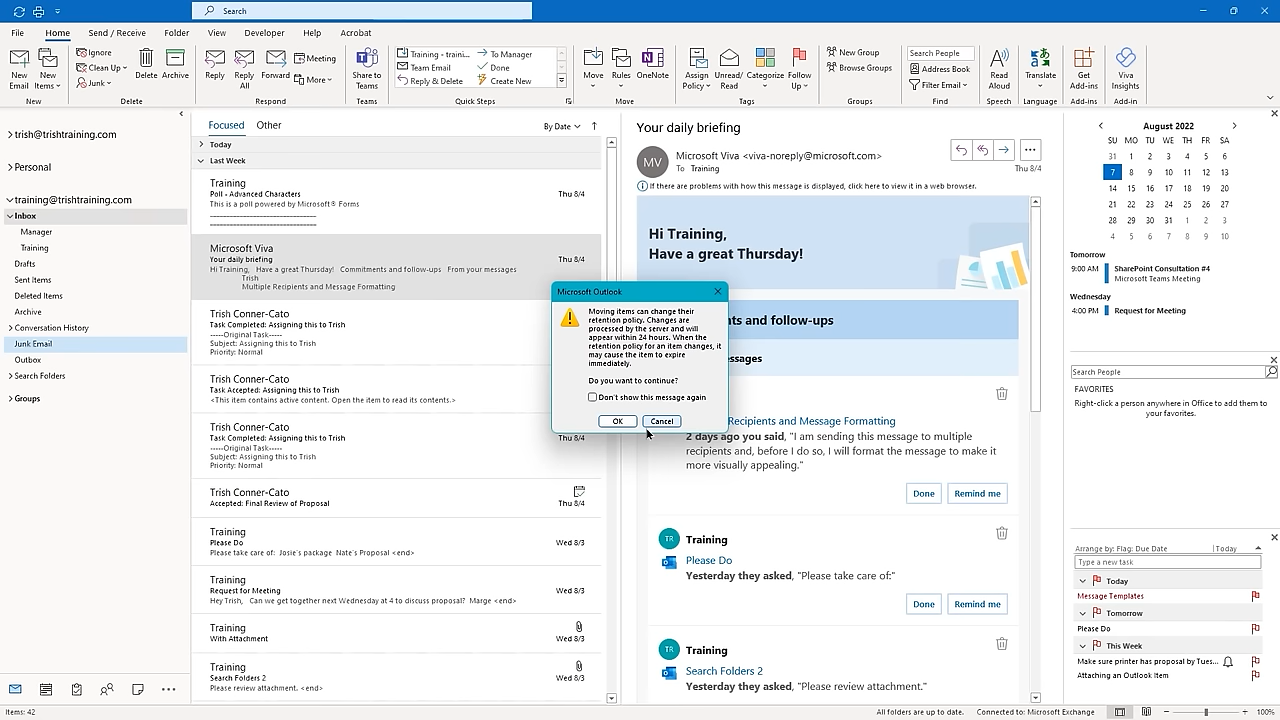 Search
File Home Send / Receive Folder View Developer Help Acrobat
New Email
New Items
Ignore
Clean Up
Junk
Delete
Archive
Reply
Reply All
Forward
Meeting
More
Share to Teams
Training - traini...
Team Email
Reply & Delete
To Manager
Done
Create New
Move
Rules
OneNote
Assign Policy
Unread/ Read
Categorize
Follow Up
New Group
Browse Groups
Search People
Address Book
Filter Email
Read Aloud
Translate
Get Add-ins
Viva Insights
New Delete Respond Teams Quick Steps Move Tags Groups Find Speech Language Add-ins Add-in
trish@trishtraining.com
Personal
training@trishtraining.com
Inbox
Manager
Training
Drafts
Sent Items
Deleted Items
Archive
Conversation History
Junk Email
Outbox
Search Folders
Groups
Focused Other By Date
Today
Last Week
Training
Poll - Advanced Characters Thu 8/4
This is a poll powered by Microsoft® Forms
Microsoft Viva
Your daily briefing Thu 8/4
Hi Training, Have a great Thursday! Commitments and follow-ups From your messages
Trish
Multiple Recipients and Message Formatting
Trish Conner-Cato
Task Completed: Assigning this to Trish
-----Original Task-----
Subject: Assigning this to Trish
Priority: Normal
Trish Conner-Cato
Task Accepted: Assigning this to Trish
<This item contains active content. Open the item to read its contents.>
Trish Conner-Cato
Task Completed: Assigning this to Trish Thu 8/4
-----Original Task-----
Subject: Assigning this to Trish
Priority: Normal
Trish Conner-Cato
Accepted: Final Review of Proposal Thu 8/4
Training
Please Do Wed 8/3
Please take care of: Josie's package Nate's Proposal <end>
Training
Request for Meeting Wed 8/3
Hey Trish, Can we get together next Wednesday at 4 to discuss proposal? Marge <end>
Training
With Attachment Wed 8/3
Training
Search Folders 2 Wed 8/3
Please review attachment. <end>
Your daily briefing
MV
Microsoft Viva <viva-noreply@microsoft.com>
To Training
Thu 8/4
If there are problems with how this message is displayed, click here to view it in a web browser.
Hi Training,
Have a great Thursday!
nts and follow-ups
essages
Recipients and Message Formatting
2 days ago you said, "I am sending this message to multiple
recipients and, before I do so, I will format the message to make it
more visually appealing."
Done Remind me
TR Training
Please Do
Yesterday they asked, "Please take care of:"
Done Remind me
TR Training
Search Folders 2
Yesterday they asked, "Please review attachment."
Microsoft Outlook
Moving items can change their
retention policy. Changes are
processed by the server and will
appear within 24 hours. When the
retention policy for an item changes, it
may cause the item to expire
immediately.
Do you want to continue?
Don't show this message again
OK Cancel
August 2022
SU MO TU WE TH FR SA
31 1 2 3 4 5 6
7 8 9 10 11 12 13
14 15 16 17 18 19 20
21 22 23 24 25 26 27
28 29 30 31 1 2 3
4 5 6 7 8 9 10
Tomorrow
9:00 AM SharePoint Consultation #4
Microsoft Teams Meeting
Wednesday
4:00 PM Request for Meeting
Search People
FAVORITES
Right-click a person anywhere in Office to add them to
your favorites.
Arrange by: Flag: Due Date Today
Type a new task
Today
Message Templates
Tomorrow
Please Do
This Week
Make sure printer has proposal by Tues...
Attaching an Outlook Item
Items: 42 All folders are up to date. Connected to: Microsoft Exchange 100%